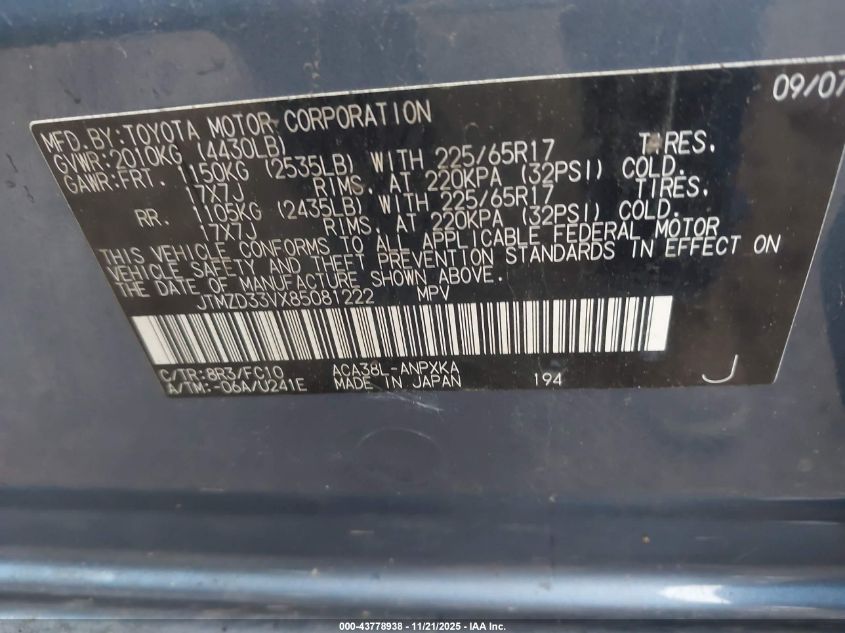 09/07
MFD.BY:TOYOTA MOTOR CORPORATION
GVWR:2010KG (4430LB)
GAWR:FRT. 1150KG (2535LB) WITH 225/65R17 TIRES,
17X7J RIMS, AT 220KPA (32PSI) COLD.
RR. 1105KG (2435LB) WITH 225/65R17 TIRES,
17X7J RIMS, AT 220KPA (32PSI) COLD.
THIS VEHICLE CONFORMS TO ALL APPLICABLE FEDERAL MOTOR
VEHICLE SAFETY AND THEFT PREVENTION STANDARDS IN EFFECT ON
THE DATE OF MANUFACTURE SHOWN ABOVE.
JTMZD33VX85081222 MPV
C/TR:8R3/FC10 ACA38L-ANPXKA
A/TM:-06A/U241E MADE IN JAPAN 194 J
000-43778938 - 11/21/2025 - IAA Inc.